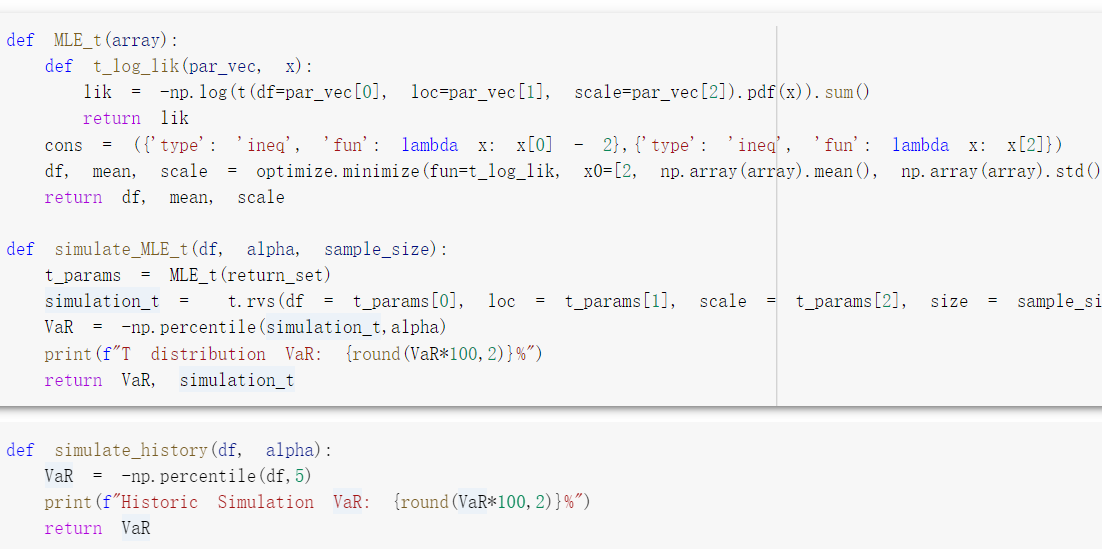 def MLE_t(array):
    def t_log_lik(par_vec, x):
        lik = -np.log(t(df=par_vec[0], loc=par_vec[1], scale=par_vec[2]).pdf(x)).sum()
        return lik
    cons = ({'type': 'ineq', 'fun': lambda x: x[0] - 2},{'type': 'ineq', 'fun': lambda x: x[2]})
    df, mean, scale = optimize.minimize(fun=t_log_lik, x0=[2, np.array(array).mean(), np.array(array).std()
    return df, mean, scale
def simulate_MLE_t(df, alpha, sample_size):
    t_params = MLE_t(return_set)
    simulation_t = t.rvs(df = t_params[0], loc = t_params[1], scale = t_params[2], size = sample_si
    VaR = -np.percentile(simulation_t,alpha)
    print(f"T distribution VaR: {round(VaR*100,2)}%")
    return VaR, simulation_t
def simulate_history(df, alpha):
    VaR = -np.percentile(df,5)
    print(f"Historic Simulation VaR: {round(VaR*100,2)}%")
    return VaR